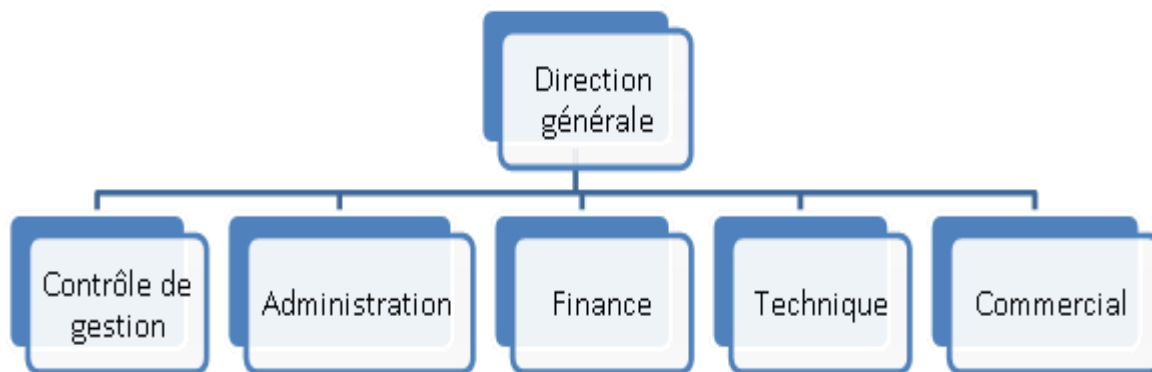 Direction
générale
Contrôle de
gestion
Administration
Finance
Technique
Commercial